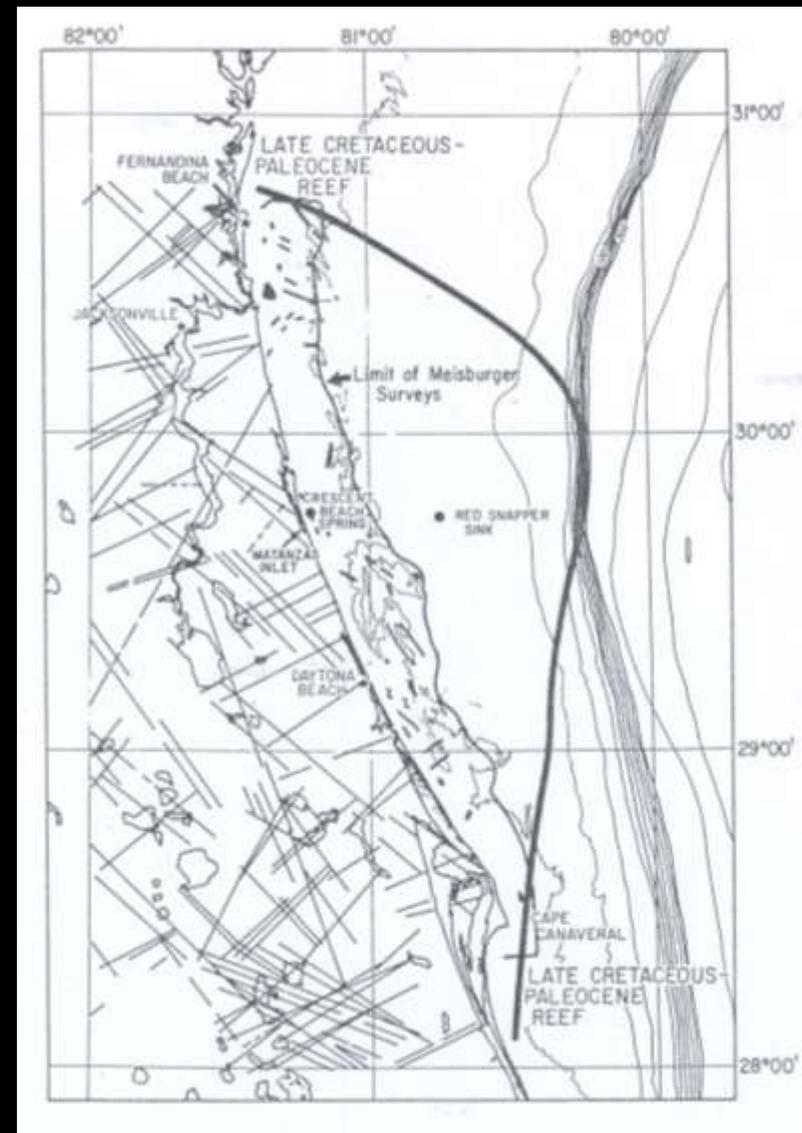 82°00'
81°00'
80°00'
31°00'
LATE CRETACEOUS-
PALEOCENE
REEF
FERNANDINA
BEACH
JACKSONVILLE
Limit of Meisburger
Surveys
30°00'
CRESCENT
BEACH
SPRING
RED SNAPPER
SINK
MATANZAS
INLET
DAYTONA
BEACH
29°00'
CAPE
CANAVERAL
LATE CRETACEOUS-
PALEOCENE
REEF
28°00'